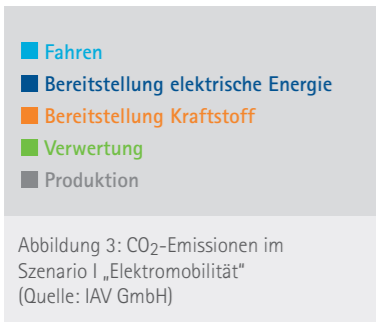 Fahren
Bereitstellung elektrische Energie
Bereitstellung Kraftstoff
Verwertung
Produktion
Abbildung 3: CO₂-Emissionen im
Szenario I „Elektromobilität“
(Quelle: IAV GmbH)